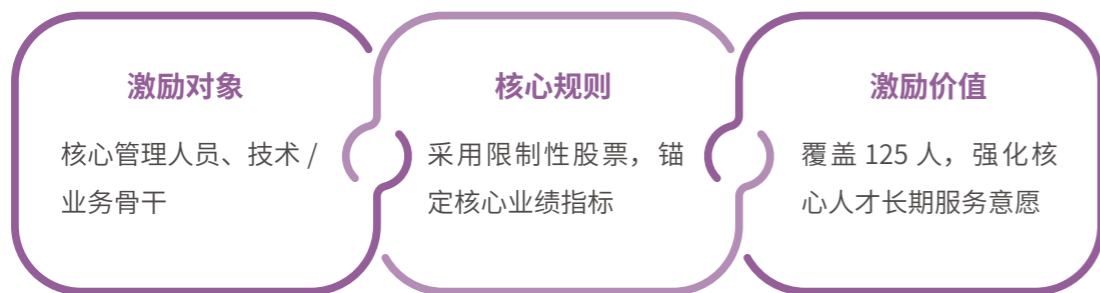 激励对象
核心管理人员、技术 /
业务骨干
核心规则
采用限制性股票，锚
定核心业绩指标
激励价值
覆盖 125 人，强化核
心人才长期服务意愿